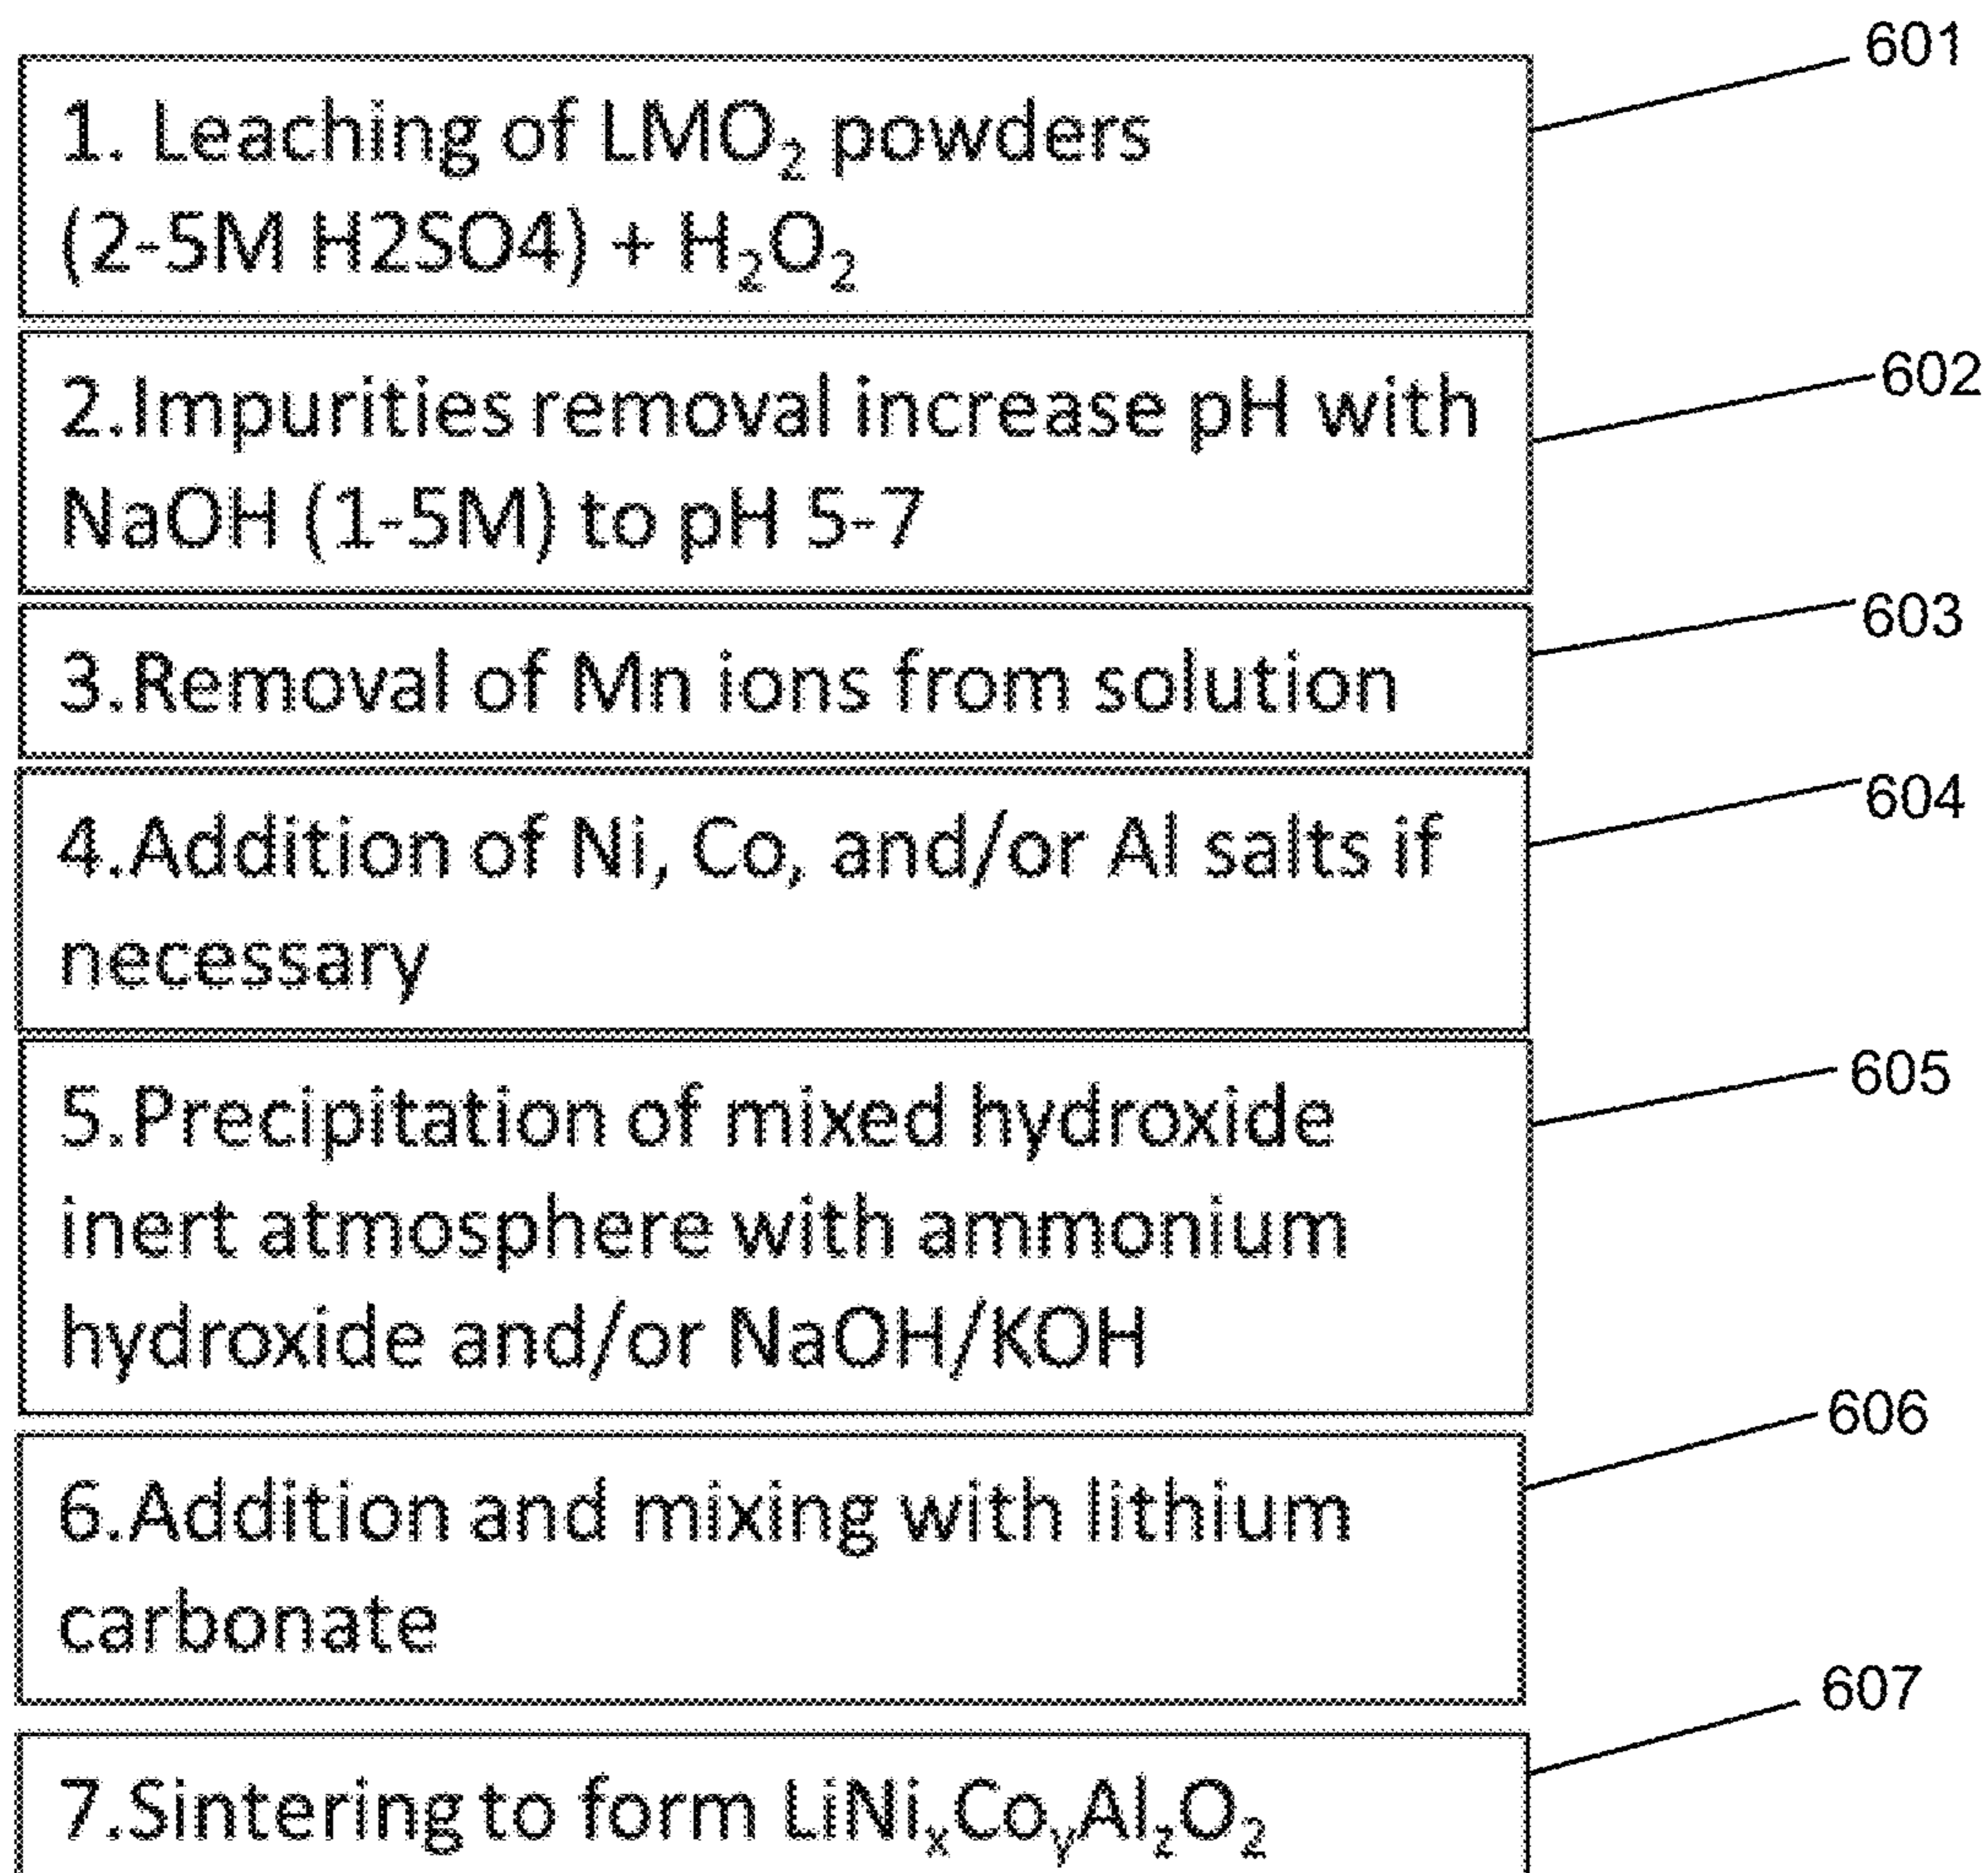 601
1. Leaching of LMO₂ powders
(2-5M H2SO4) + H₂O₂
602
2.Impurities removal increase pH with
NaOH (1-5M) to pH 5-7
603
3.Removal of Mn ions from solution
604
4.Addition of Ni, Co, and/or Al salts if
necessary
605
5.Precipitation of mixed hydroxide
inert atmosphere with ammonium
hydroxide and/or NaOH/KOH
606
6.Addition and mixing with lithium
carbonate
607
7.Sintering to form LiNiₓCoᵧAl₂O₂